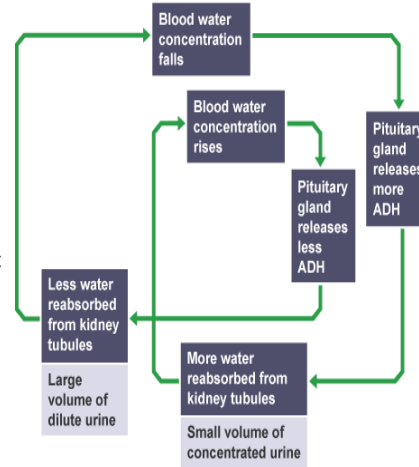 Blood water
concentration
falls
Blood water
concentration
rises
Pituitary
gland
releases
more
ADH
Pituitary
gland
releases
less
ADH
Less water
reabsorbed
from kidney
tubules
Large
volume of
dilute urine
More water
reabsorbed from
kidney tubules
Small volume of
concentrated urine